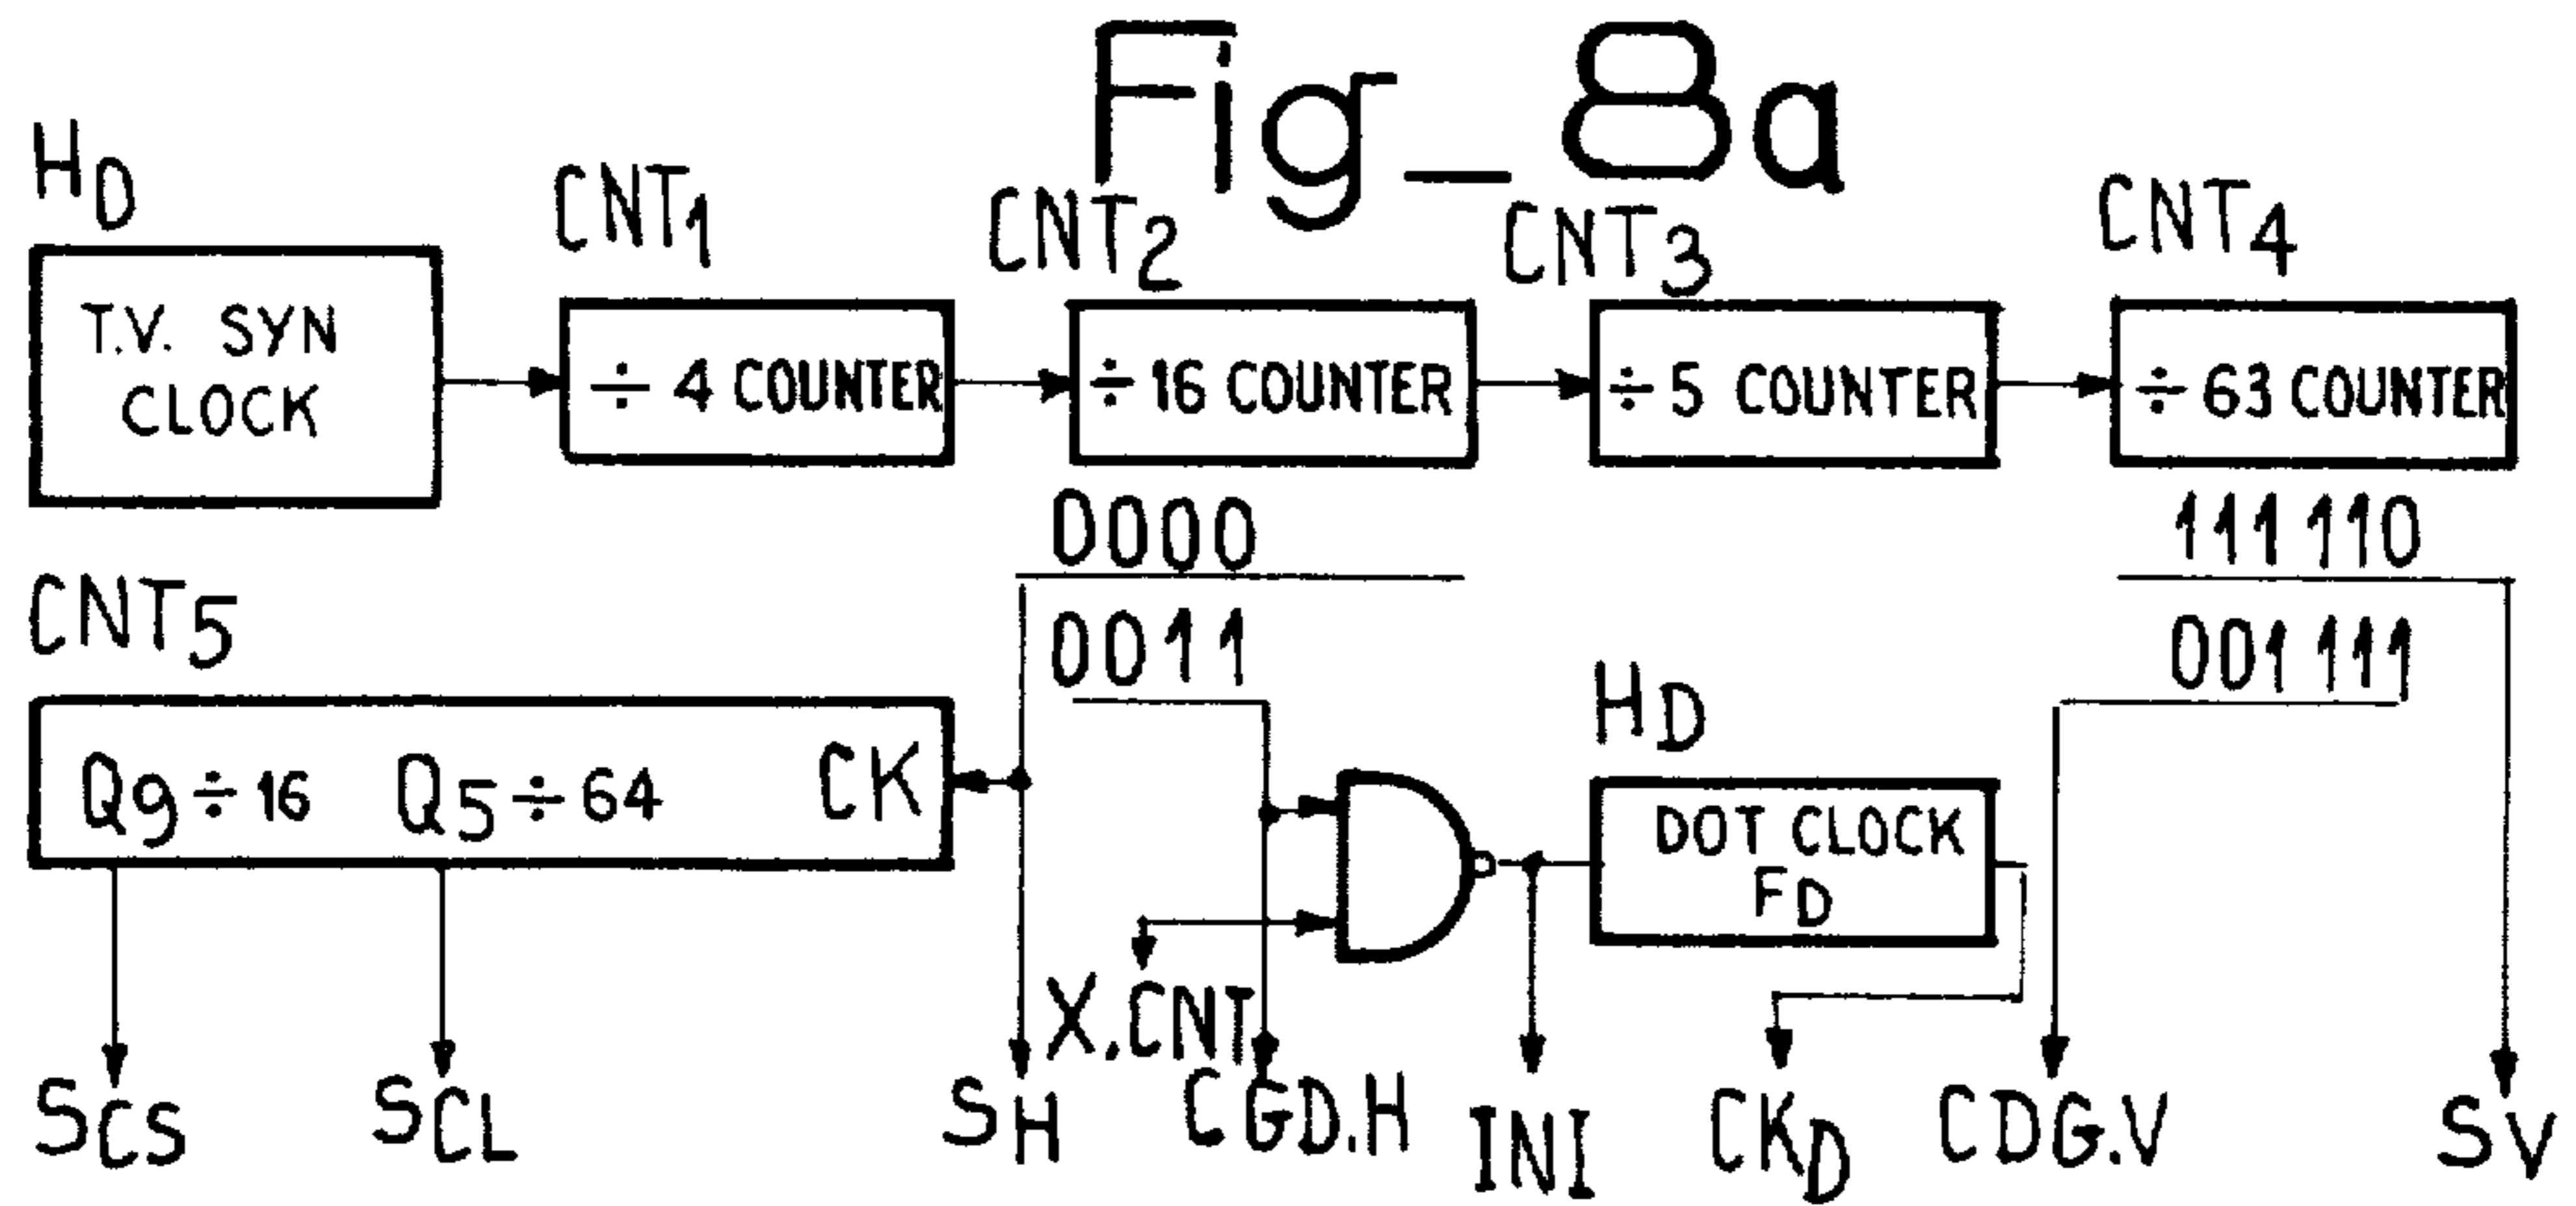 Fig_8a
HD
CNT1
CNT2
CNT3
CNT4
T.V. SYN
CLOCK
÷ 4 COUNTER
÷ 16 COUNTER
÷ 5 COUNTER
÷ 63 COUNTER
0000
111 110
CNT5
0011
001 111
HD
Q9 ÷ 16
Q5 ÷ 64
CK
DOT CLOCK
FD
X.CNT
SCS
SCL
SH
CGD.H
INI
CKD
CDG.V
SV